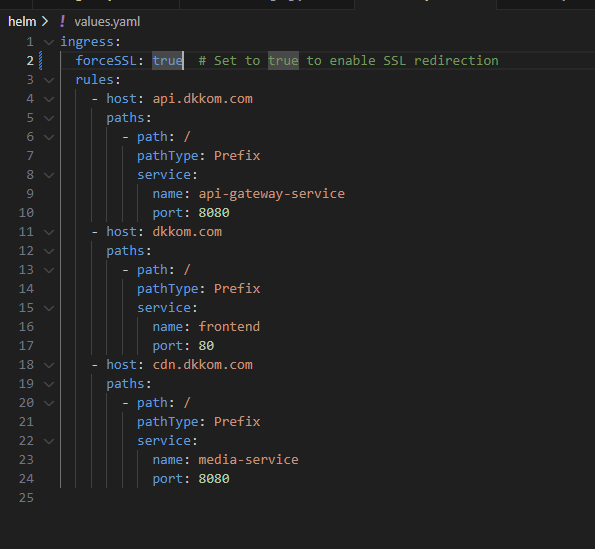 helm > ! values.yaml
1 ingress:
2   forceSSL: true  # Set to true to enable SSL redirection
3   rules:
4     - host: api.dkkom.com
5       paths:
6         - path: /
7           pathType: Prefix
8           service:
9             name: api-gateway-service
10             port: 8080
11     - host: dkkom.com
12       paths:
13         - path: /
14           pathType: Prefix
15           service:
16             name: frontend
17             port: 80
18     - host: cdn.dkkom.com
19       paths:
20         - path: /
21           pathType: Prefix
22           service:
23             name: media-service
24             port: 8080
25